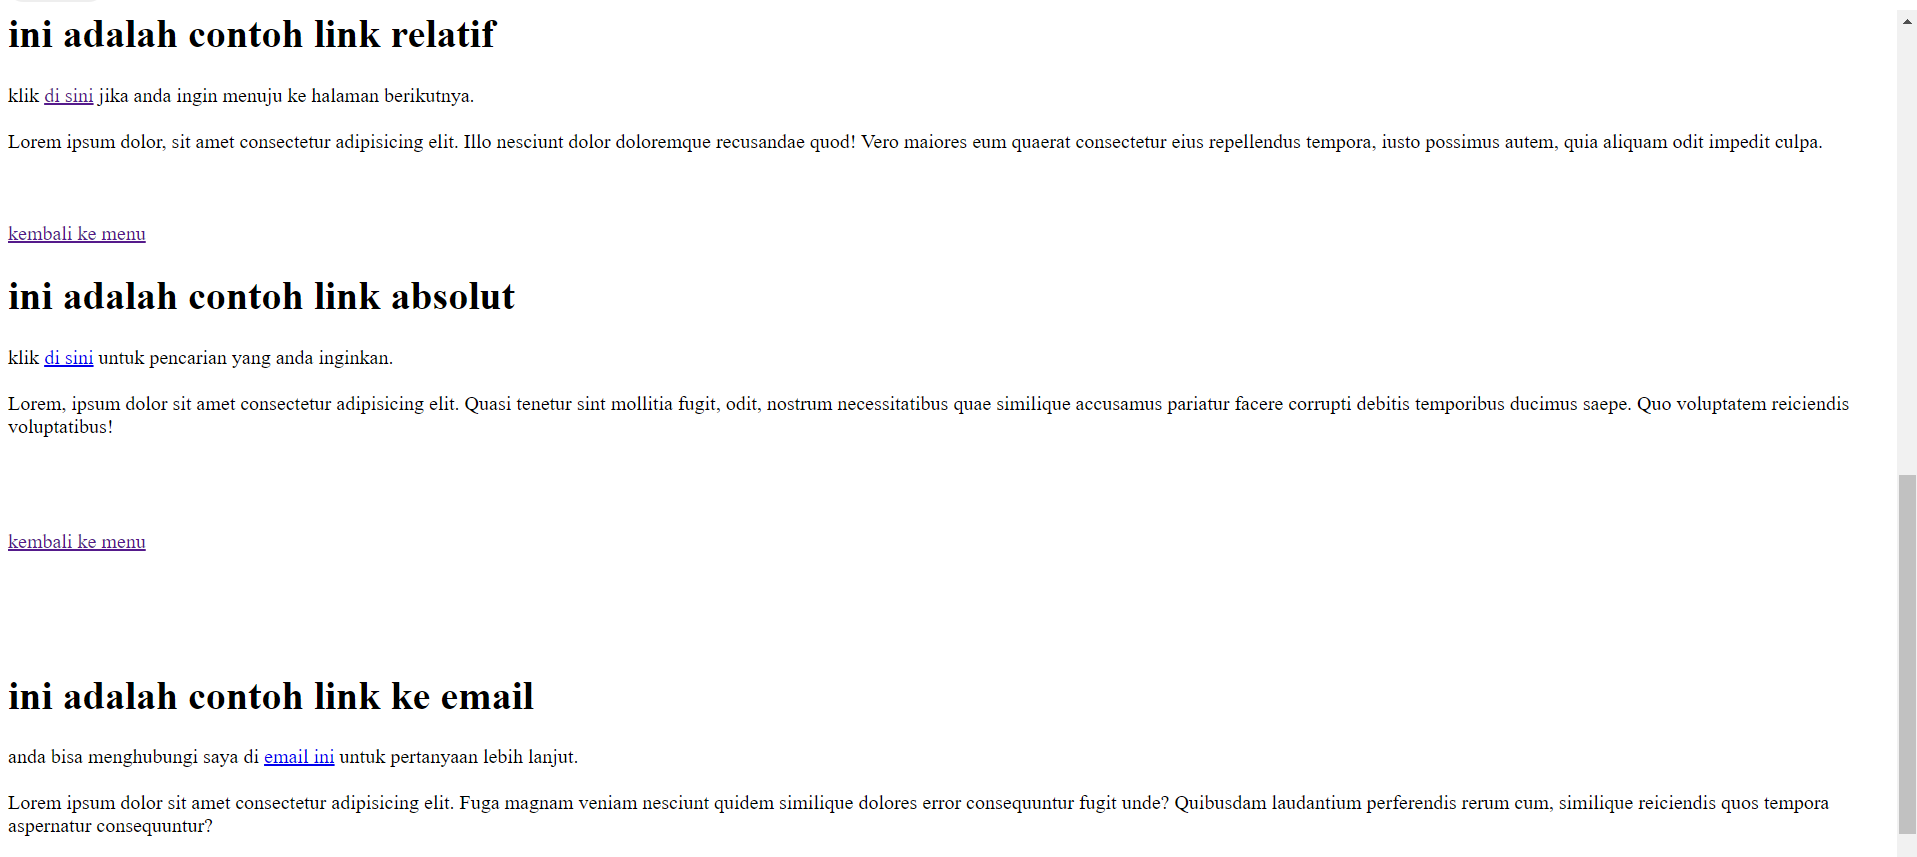 ini adalah contoh link relatif
klik di sini jika anda ingin menuju ke halaman berikutnya.
Lorem ipsum dolor, sit amet consectetur adipisicing elit. Illo nesciunt dolor doloremque recusandae quod! Vero maiores eum quaerat consectetur eius repellendus tempora, iusto possimus autem, quia aliquam odit impedit culpa.
kembali ke menu
ini adalah contoh link absolut
klik di sini untuk pencarian yang anda inginkan.
Lorem, ipsum dolor sit amet consectetur adipisicing elit. Quasi tenetur sint mollitia fugit, odit, nostrum necessitatibus quae similique accusamus pariatur facere corrupti debitis temporibus ducimus saepe. Quo voluptatem reiciendis
voluptatibus!
kembali ke menu
ini adalah contoh link ke email
anda bisa menghubungi saya di email ini untuk pertanyaan lebih lanjut.
Lorem ipsum dolor sit amet consectetur adipisicing elit. Fuga magnam veniam nesciunt quidem similique dolores error consequuntur fugit unde? Quibusdam laudantium perferendis rerum cum, similique reiciendis quos tempora
aspernatur consequuntur?